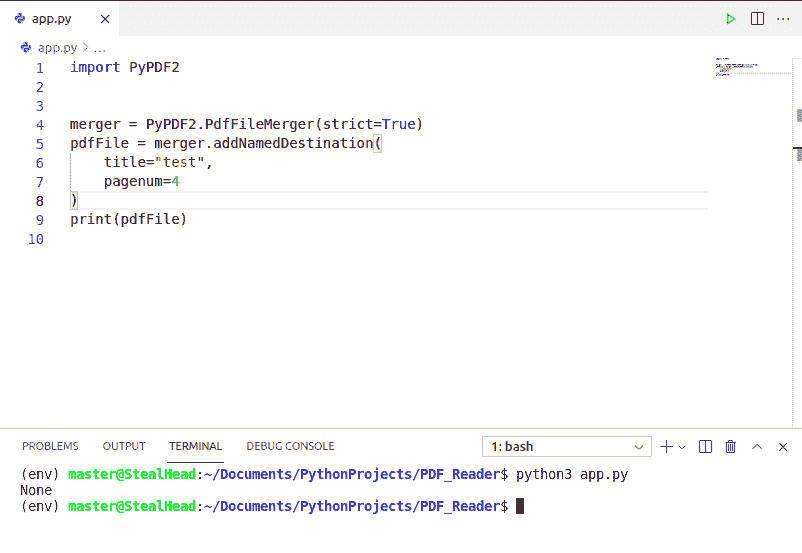 app.py
app.py > ...
1 import PyPDF2
2
3
4 merger = PyPDF2.PdfFileMerger(strict=True)
5 pdfFile = merger.addNamedDestination(
6     title="test",
7     pagenum=4
8 )
9 print(pdfFile)
10
PROBLEMS OUTPUT TERMINAL DEBUG CONSOLE 1: bash
(env) master@StealHead:~/Documents/PythonProjects/PDF_Reader$ python3 app.py
None
(env) master@StealHead:~/Documents/PythonProjects/PDF_Reader$